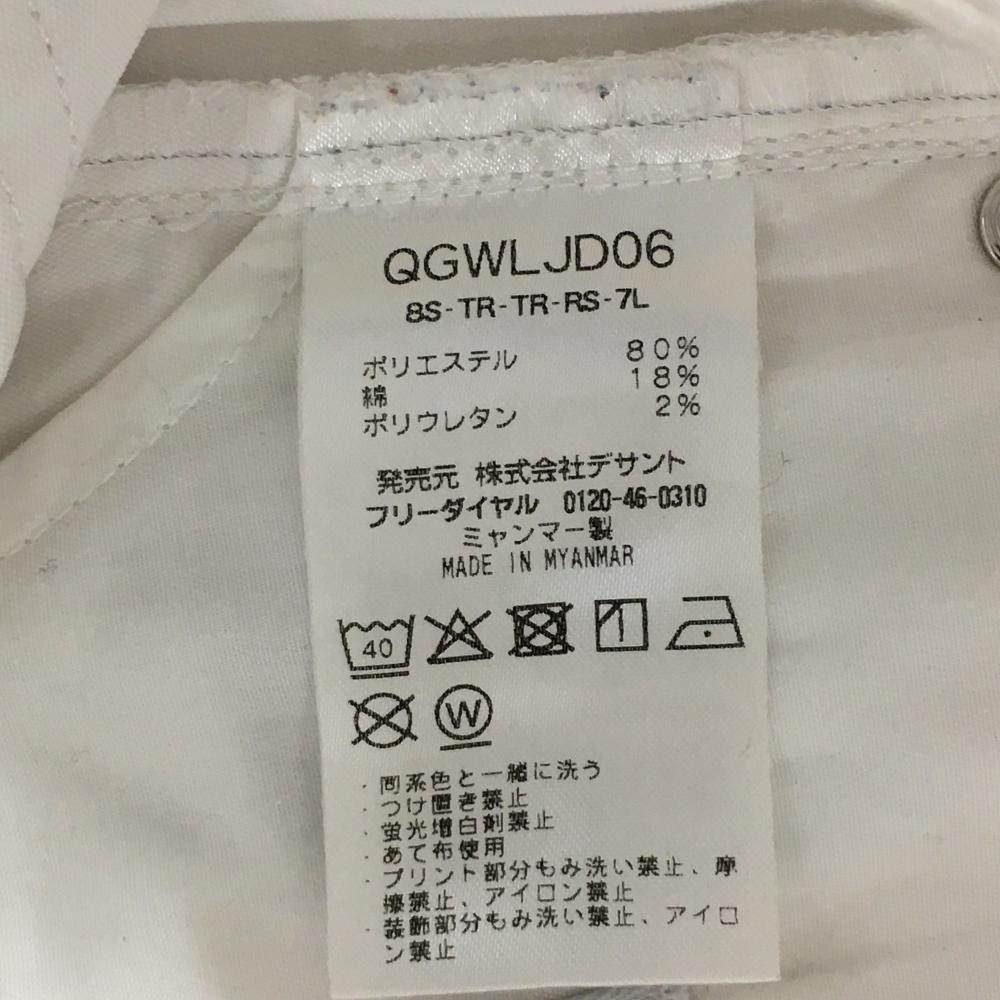 QGWLJD06
8S-TR-TR-RS-7L
ポリエステル 80%
綿 18%
ポリウレタン 2%
発売元 株式会社デサント
フリーダイヤル 0120-46-0310
ミャンマー製
MADE IN MYANMAR
40
W
・同系色と一緒に洗う
・つけ置き禁止
・蛍光増白剤禁止
・あて布使用
・プリント部分もみ洗い禁止、摩
擦禁止、アイロン禁止
・装飾部分もみ洗い禁止、アイロ
ン禁止